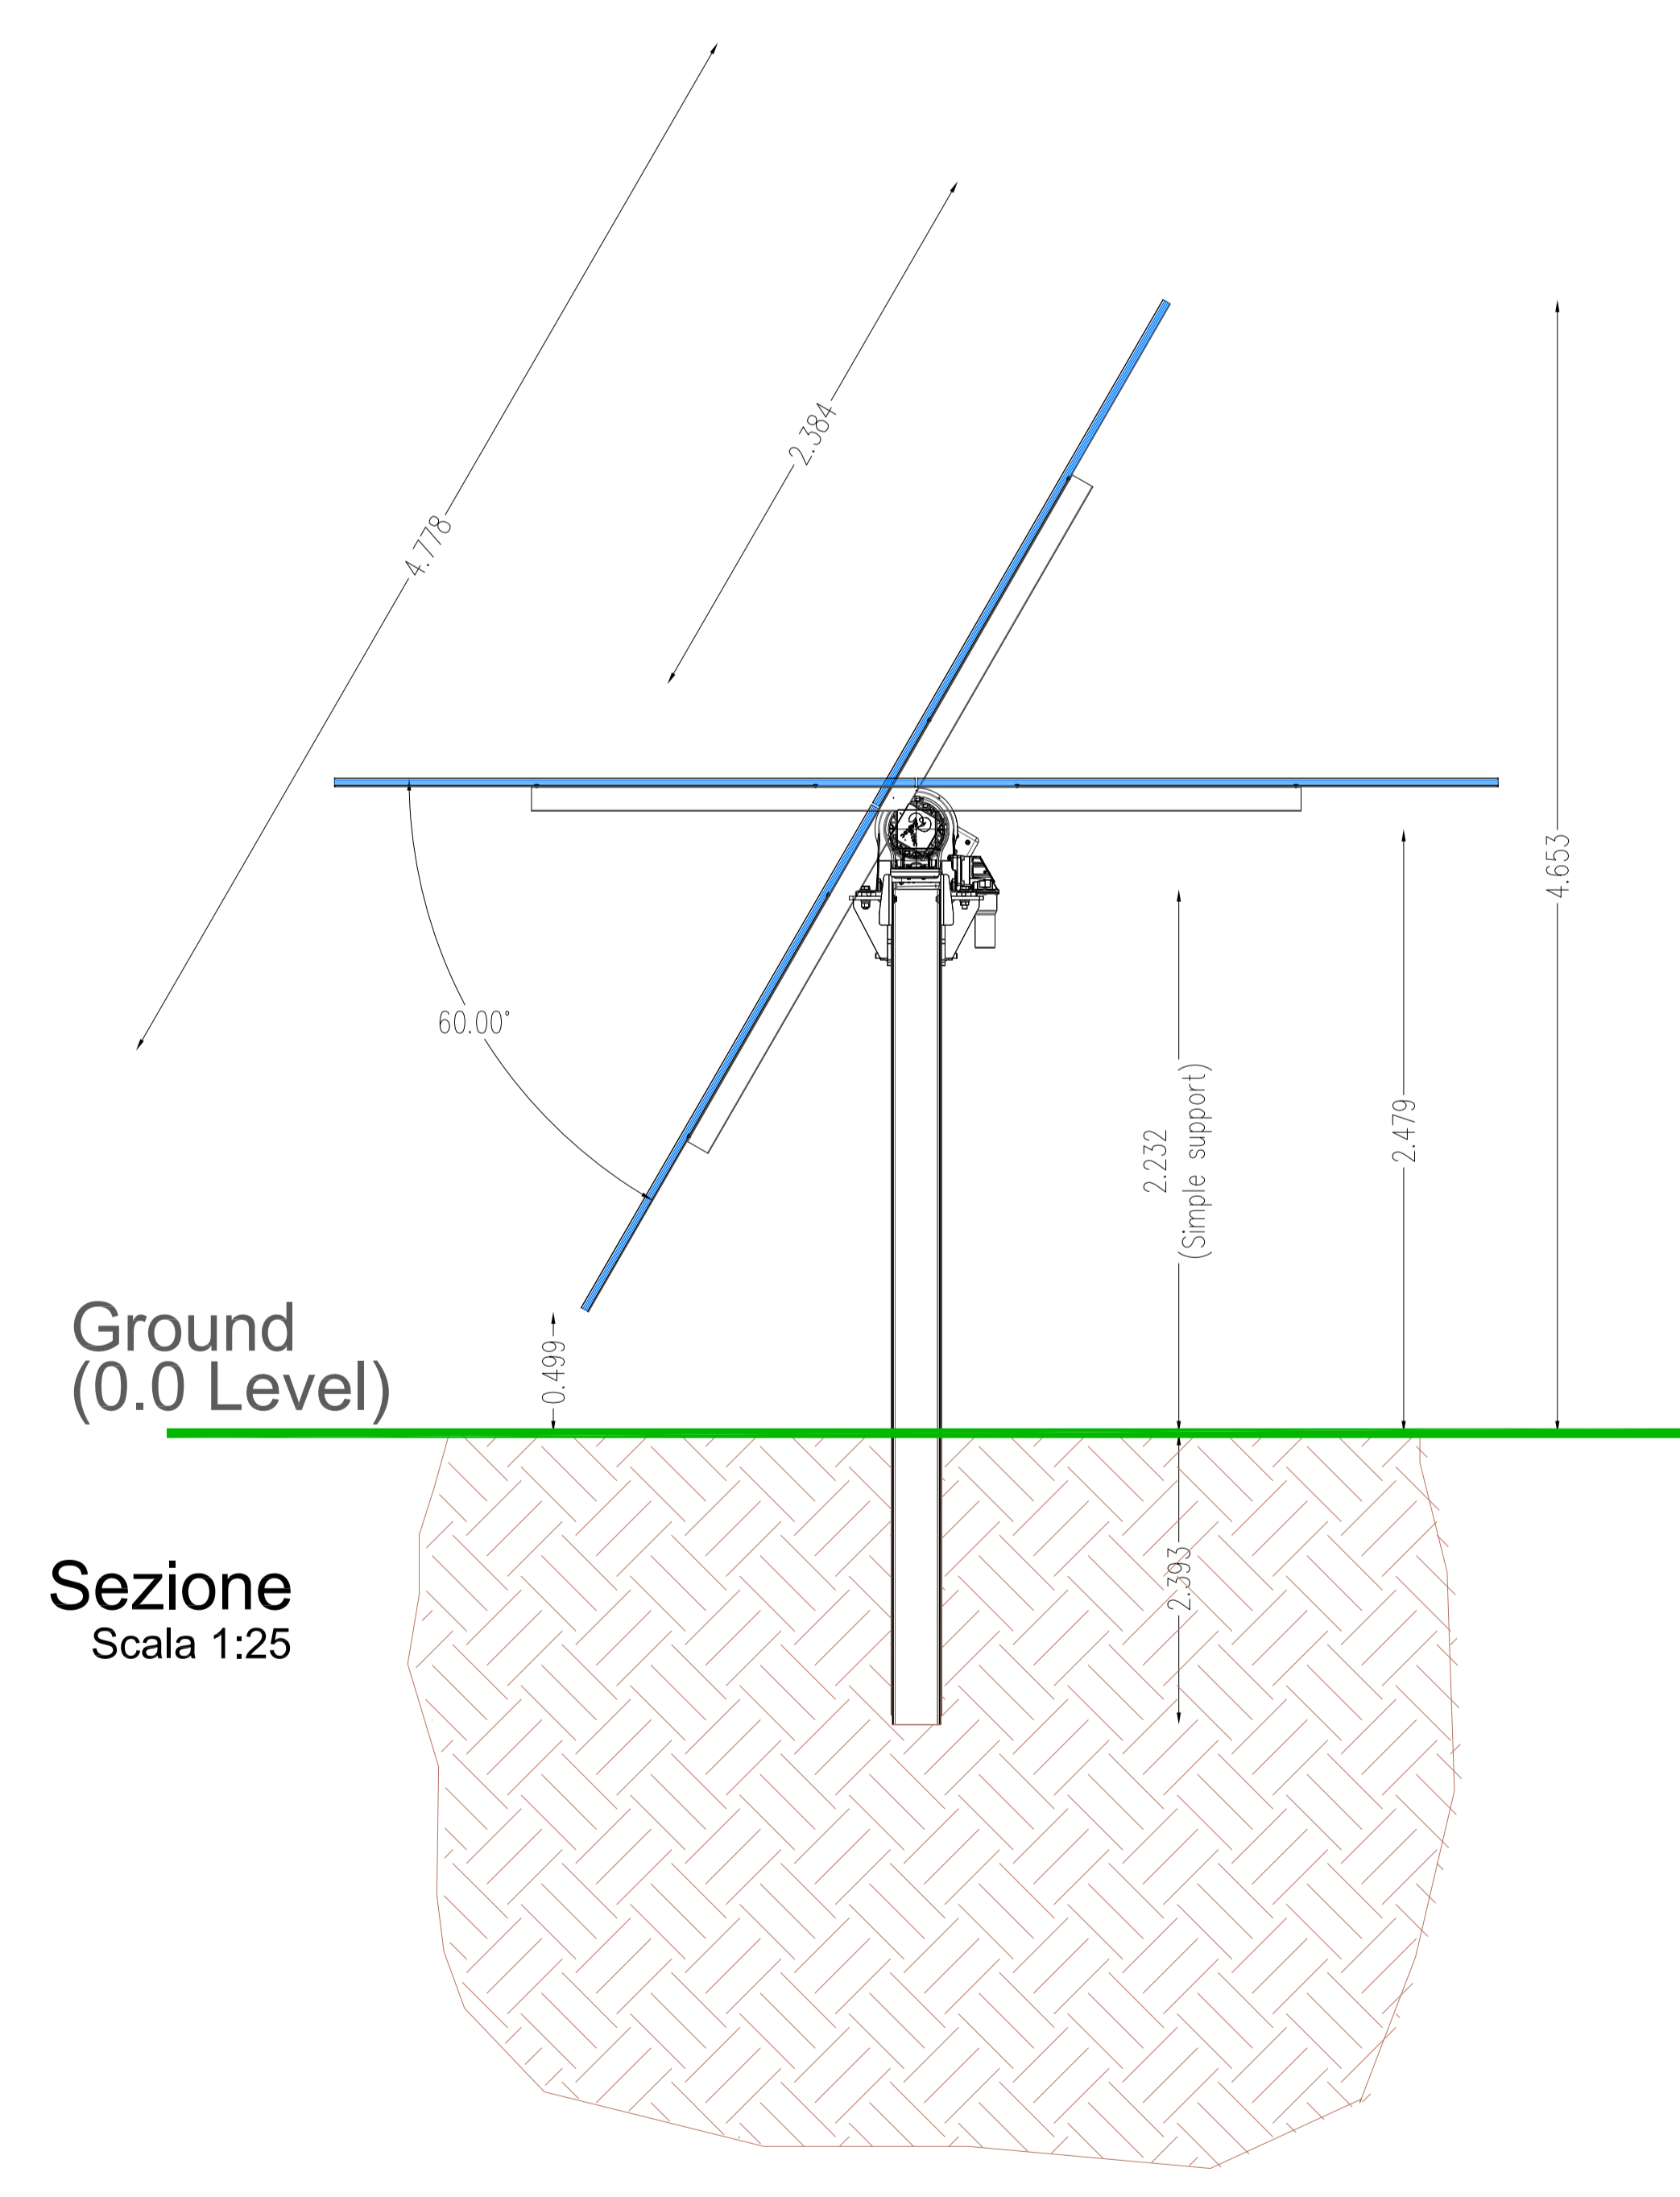 4.778
2.384
4.653
60.00°
2.232
(Simple support)
2.479
0.499
Ground
(0.0 Level)
2.393
Sezione
Scala 1:25